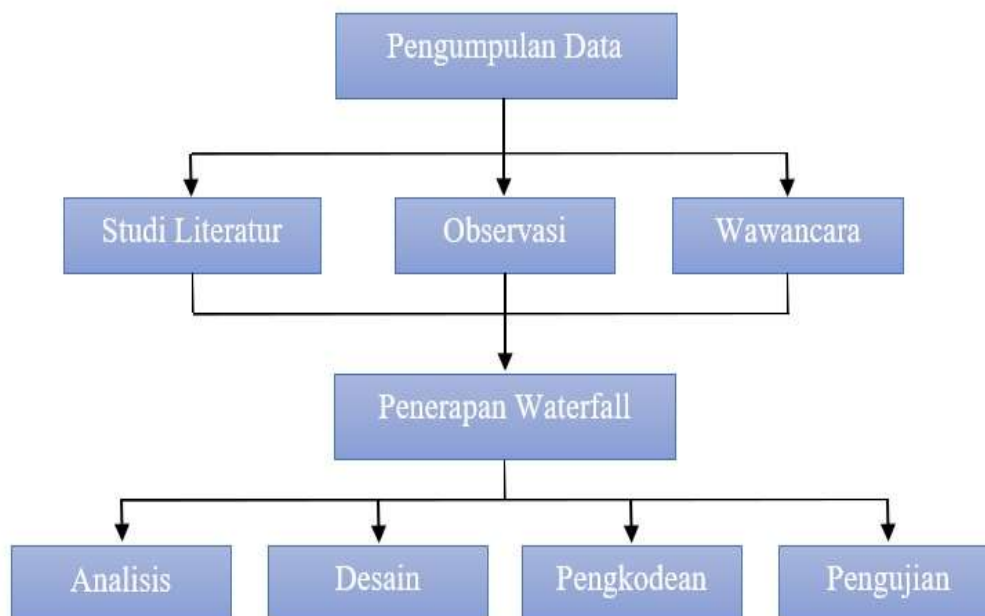 Pengumpulan Data
Studi Literatur
Observasi
Wawancara
Penerapan Waterfall
Analisis
Desain
Pengkodean
Pengujian